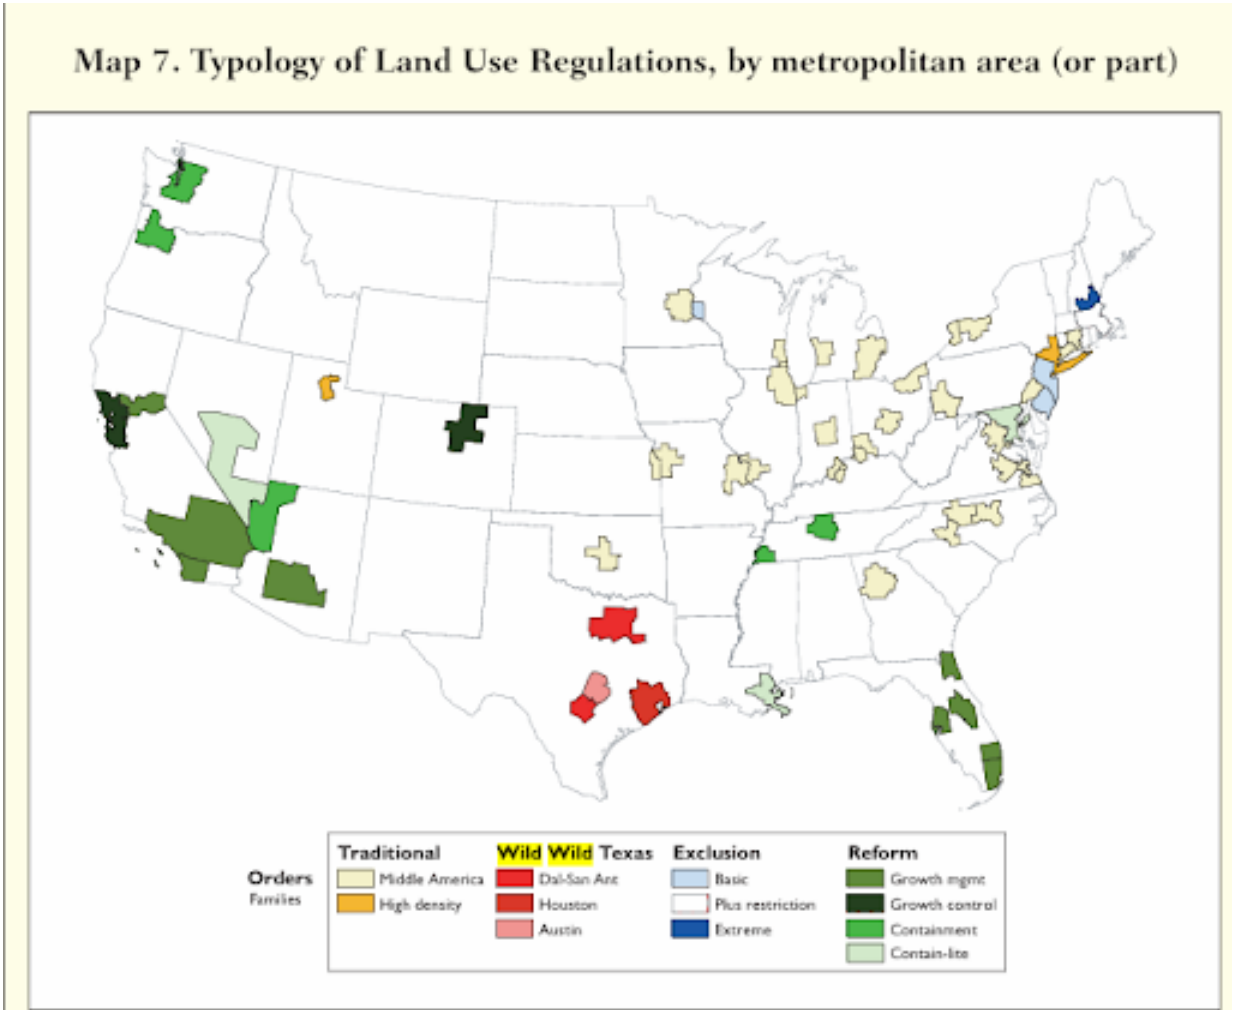 Map 7. Typology of Land Use Regulations, by metropolitan area (or part)
Orders
Families
Traditional
Middle America
High density
Wild Wild Texas
Dal-San Ant
Houston
Austin
Exclusion
Basic
Plus restriction
Extreme
Reform
Growth mgmt
Growth control
Containment
Contain-lite